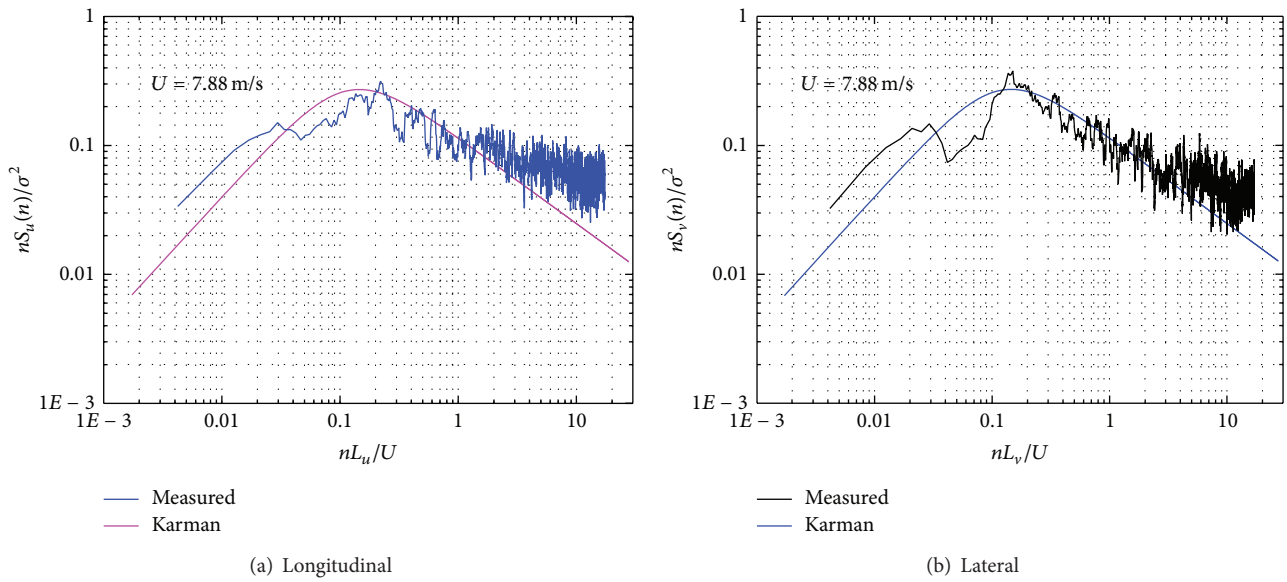 1
0.1
0.01
1E − 3
nS_u(n)/σ^2
U = 7.88 m/s
1E − 3
0.01
0.1
1
10
nL_u/U
Measured
Karman
(a) Longitudinal
1
0.1
0.01
1E − 3
nS_v(n)/σ^2
U = 7.88 m/s
1E − 3
0.01
0.1
1
10
nL_v/U
Measured
Karman
(b) Lateral